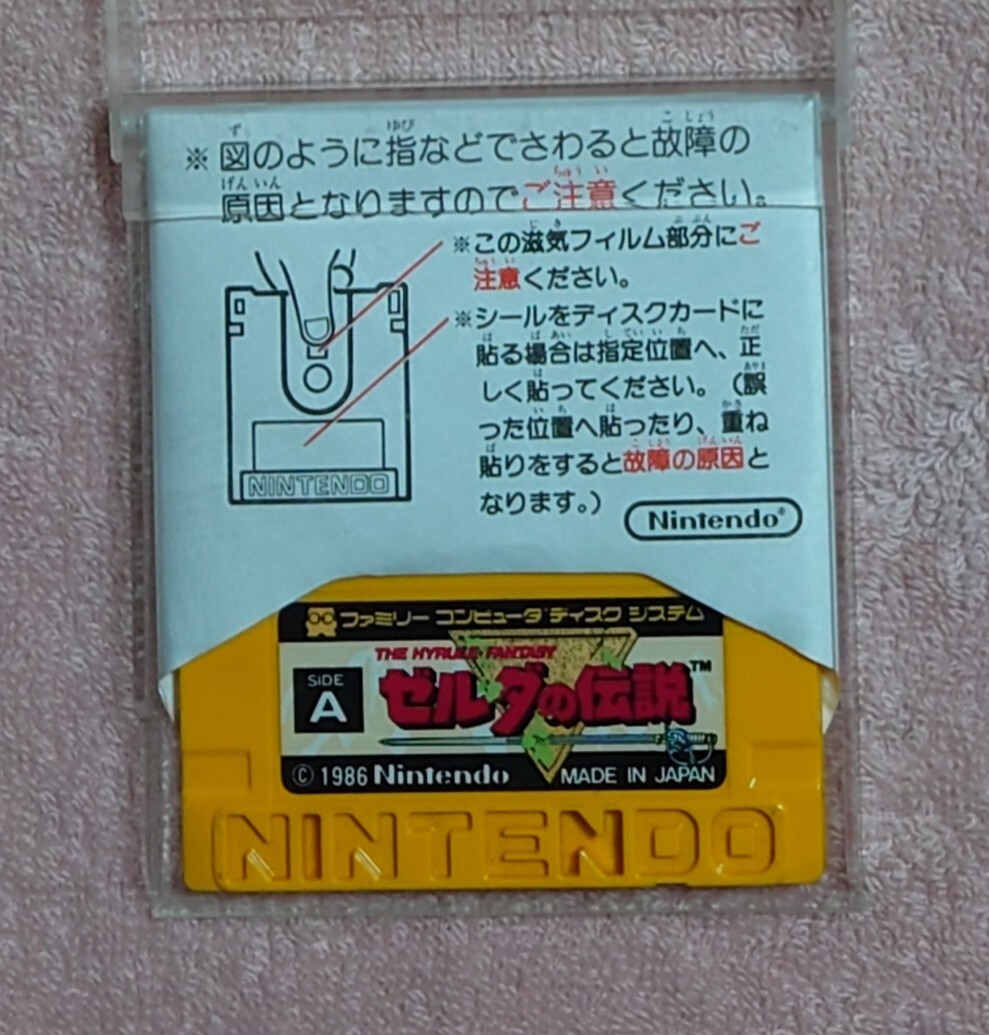 ※図のように指などでさわると故障の
原因となりますのでご注意ください。
※この滋気フィルム部分にご
注意ください。
※シールをディスクカードに
貼る場合は指定位置へ、正
しく貼ってください。(誤
った位置へ貼ったり、重ね
貼りをすると故障の原因と
なります。)
NINTENDO
Nintendo®
ファミリー コンピュータ ディスク システム
THE HYRULE FANTASY
SIDE
A
ゼルダの伝説™
© 1986 Nintendo
MADE IN JAPAN
NINTENDO